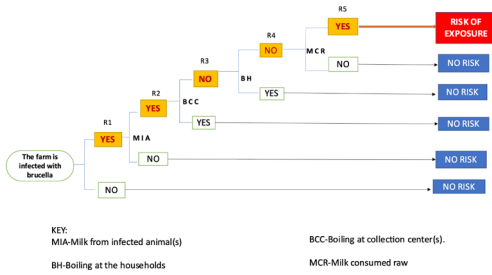 R5
YES
RISK OF
EXPOSURE
R4
NO
MCR
NO
NO RISK
R3
NO
BH
YES
NO RISK
R2
YES
BCC
YES
NO RISK
R1
YES
MIA
NO
NO RISK
The farm is
infected with
brucella
NO
NO RISK
KEY:
MIA-Milk from infected animal(s)
BCC-Boiling at collection center(s).
BH-Boiling at the households
MCR-Milk consumed raw